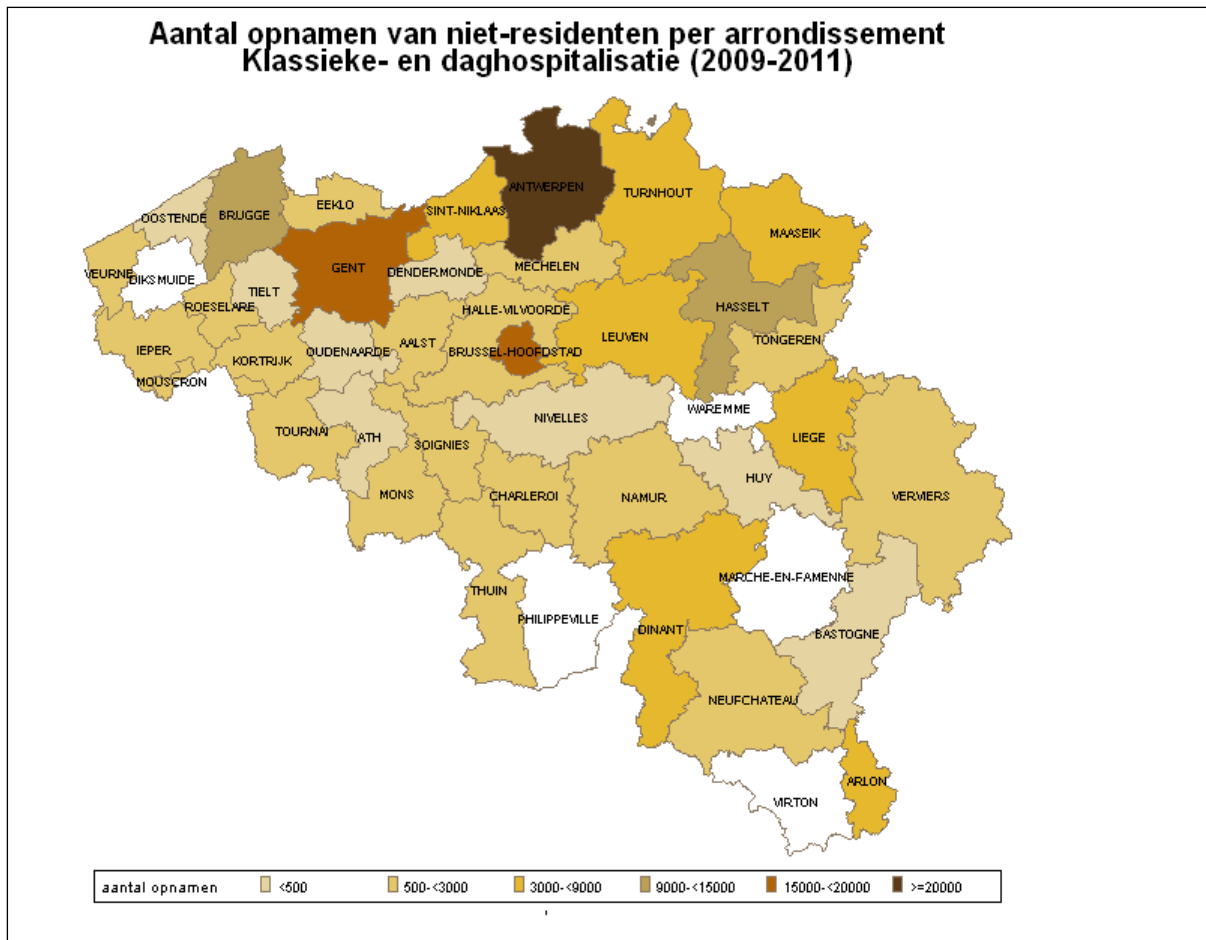 Aantal opnamen van niet-residenten per arrondissement
Klassieke- en daghospitalisatie (2009-2011)
ANTWERPEN
TURNHOUT
EEKLO
SINT-NIKLAAS
OOSTENDE
BRUGGE
MAASEIK
MECHELEN
GENT
DENDERMONDE
VEURNE
DIKSMUIDE
TIELT
ROESELARE
HALLE-VILVOORDE
HASSELT
LEUVEN
TONGEREN
AALST
IEPER
OUDENAARDE
BRUSSEL-HOOFDSTAD
KORTRIJK
MOUSCRON
WAREMME
NIVELLES
TOURNAI
ATH
SOIGNIES
LIEGE
HUY
MONS
CHARLEROI
NAMUR
VERVIERS
MARCHE-EN-FAMENNE
THUIN
PHILIPPEVILLE
DINANT
BASTOGNE
NEUFCHATEAU
ARLON
VIRTON
aantal opnamen <500 500-<3000 3000-<9000 9000-<15000 15000-<20000 >=20000